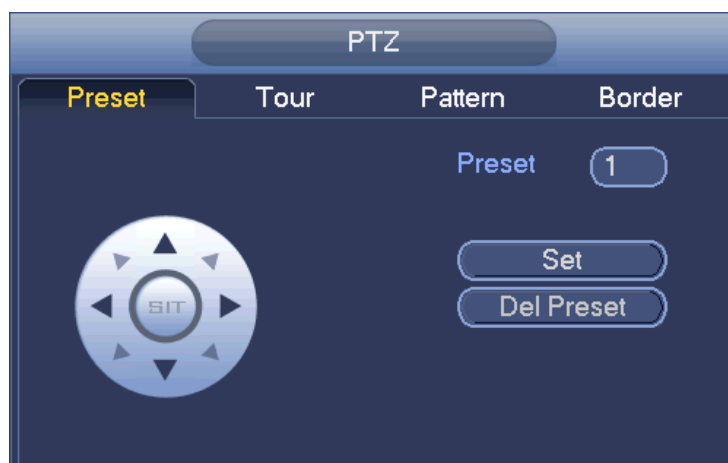 PTZ
Preset Tour Pattern Border
Preset 1
Set
SIT
Del Preset